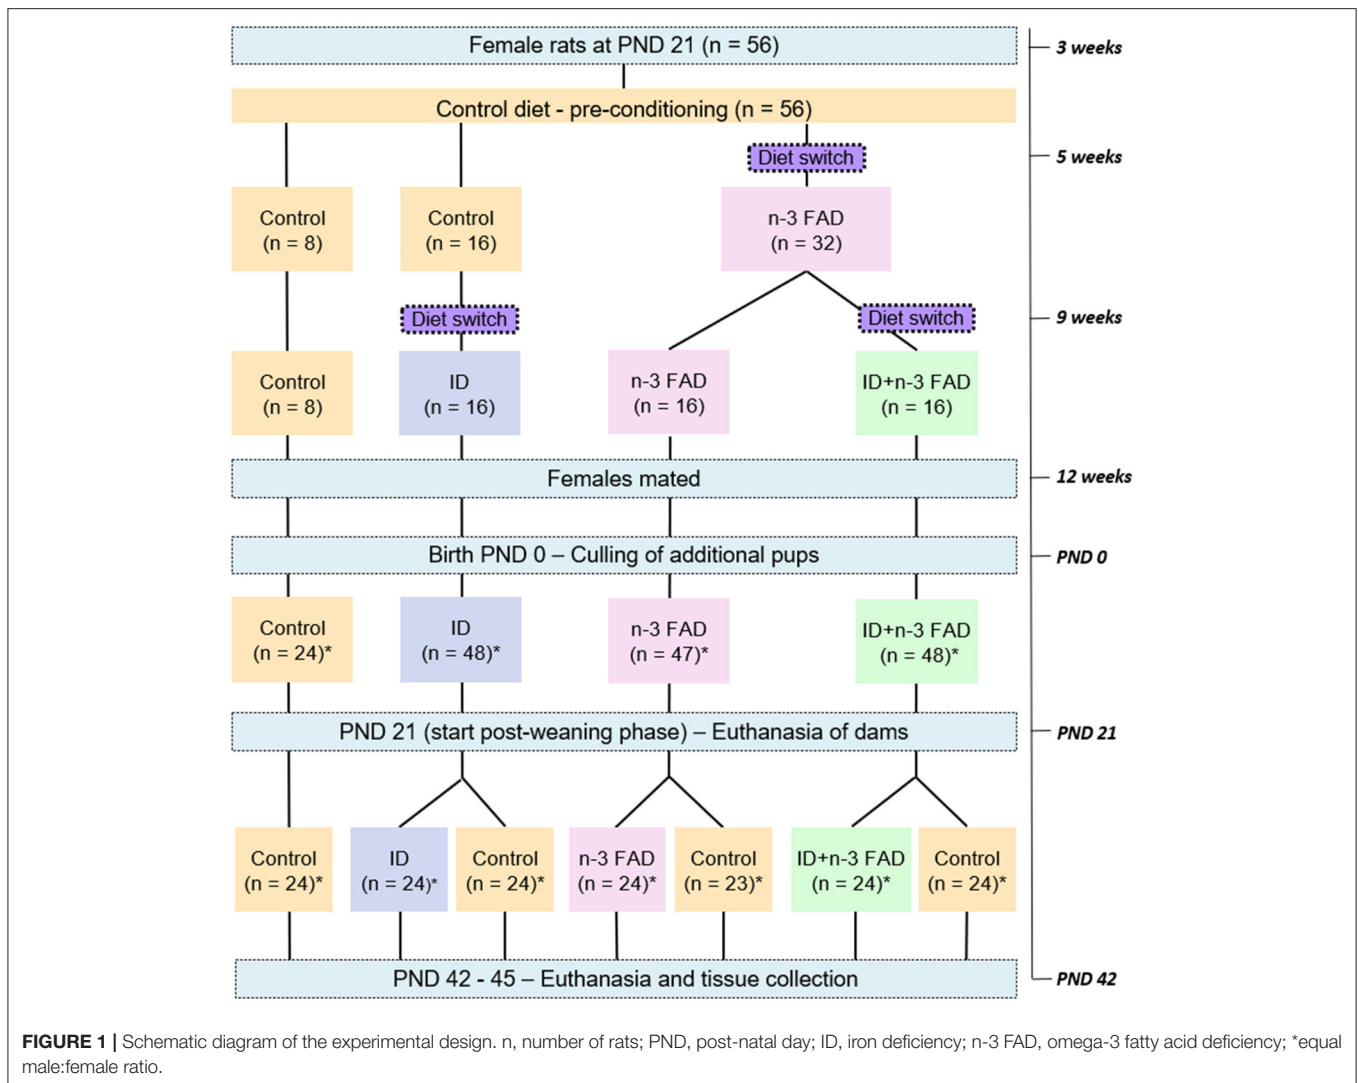 Female rats at PND 21 (n = 56)
3 weeks
Control diet - pre-conditioning (n = 56)
Diet switch
5 weeks
Control
(n = 8)
Control
(n = 16)
n-3 FAD
(n = 32)
Diet switch
Diet switch
9 weeks
Control
(n = 8)
ID
(n = 16)
n-3 FAD
(n = 16)
ID+n-3 FAD
(n = 16)
Females mated
12 weeks
Birth PND 0 – Culling of additional pups
PND 0
Control
(n = 24)*
ID
(n = 48)*
n-3 FAD
(n = 47)*
ID+n-3 FAD
(n = 48)*
PND 21 (start post-weaning phase) – Euthanasia of dams
PND 21
Control
(n = 24)*
ID
(n = 24)*
Control
(n = 24)*
n-3 FAD
(n = 24)*
Control
(n = 23)*
ID+n-3 FAD
(n = 24)*
Control
(n = 24)*
PND 42 - 45 – Euthanasia and tissue collection
PND 42
FIGURE 1 | Schematic diagram of the experimental design. n, number of rats; PND, post-natal day; ID, iron deficiency; n-3 FAD, omega-3 fatty acid deficiency; *equal
male:female ratio.